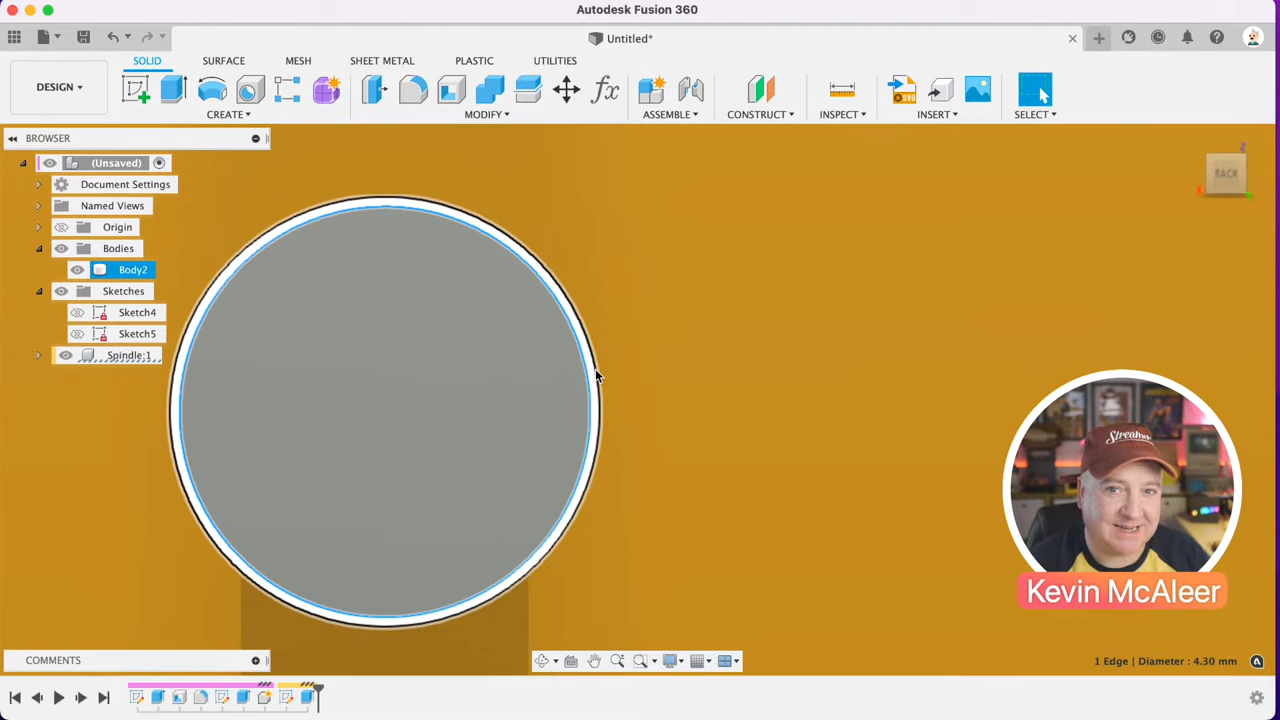 Autodesk Fusion 360
Untitled*
DESIGN
SOLID SURFACE MESH SHEET METAL PLASTIC UTILITIES
CREATE MODIFY ASSEMBLE CONSTRUCT INSPECT INSERT SELECT
BROWSER
(Unsaved)
Document Settings
Named Views
Origin
Bodies
Body2
Sketches
Sketch4
Sketch5
Spindle:1
BACK
Z
X
Streamer
Kevin McAleer
COMMENTS
1 Edge | Diameter : 4.30 mm